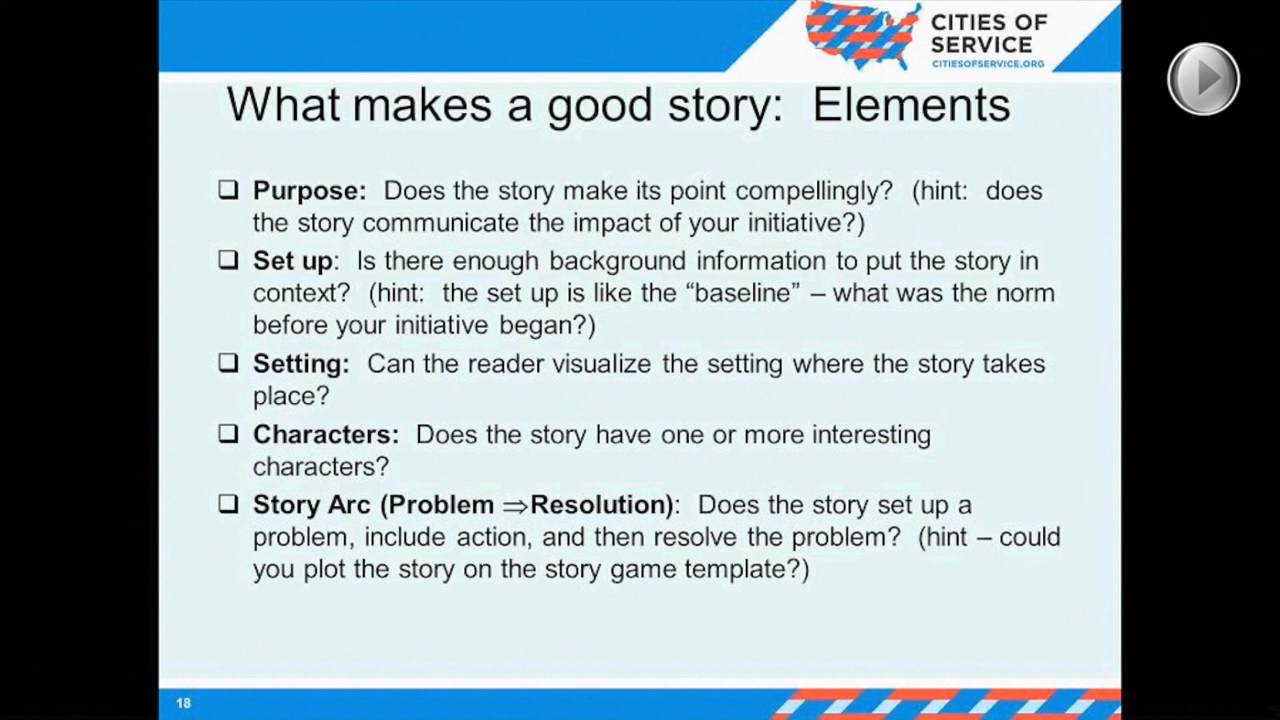 CITIES OF
SERVICE
CITIESOFSERVICE.ORG
What makes a good story:  Elements
❑ Purpose:  Does the story make its point compellingly?  (hint:  does
the story communicate the impact of your initiative?)
❑ Set up:  Is there enough background information to put the story in
context?  (hint:  the set up is like the “baseline” – what was the norm
before your initiative began?)
❑ Setting:  Can the reader visualize the setting where the story takes
place?
❑ Characters:  Does the story have one or more interesting
characters?
❑ Story Arc (Problem ⇒Resolution):  Does the story set up a
problem, include action, and then resolve the problem?  (hint – could
you plot the story on the story game template?)
18